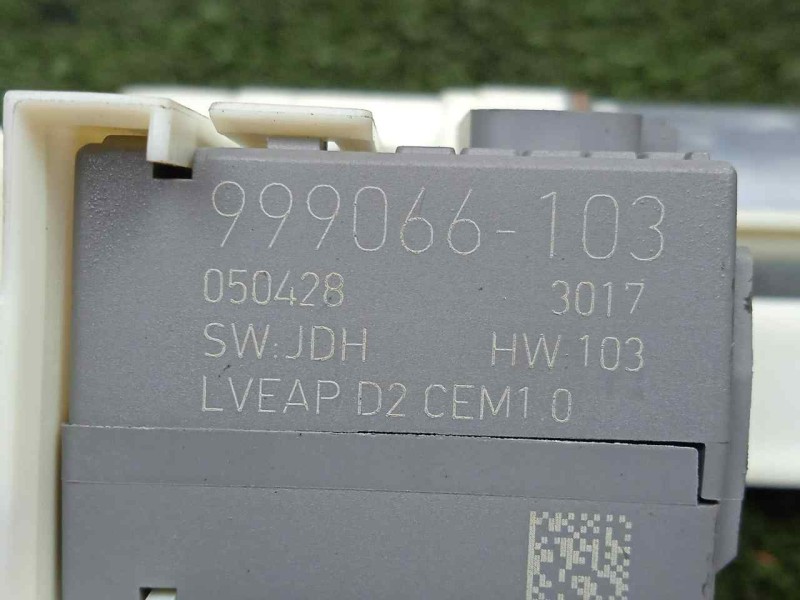 999066-103
050428 3017
SW:JDH HW 103
LVEAP D2 CEM1.0